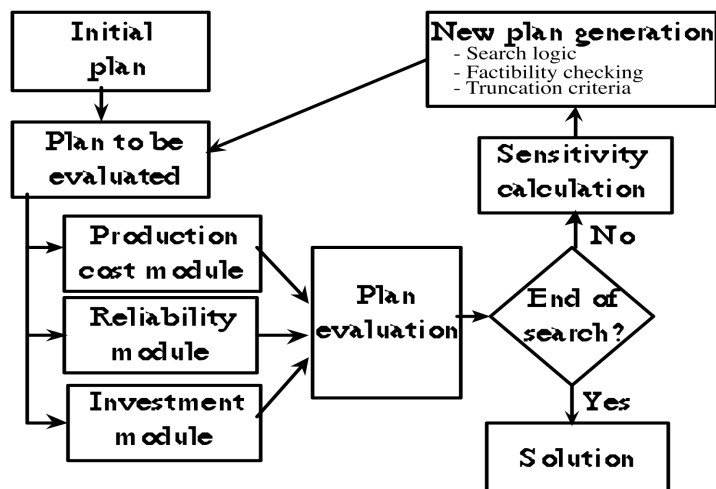 Initial
plan
Plan to be
evaluated
Production
cost module
Reliability
module
Investment
module
Plan
evaluation
End of
search?
No
Yes
Solution
Sensitivity
calculation
New plan generation
- Search logic
- Factibility checking
- Truncation criteria